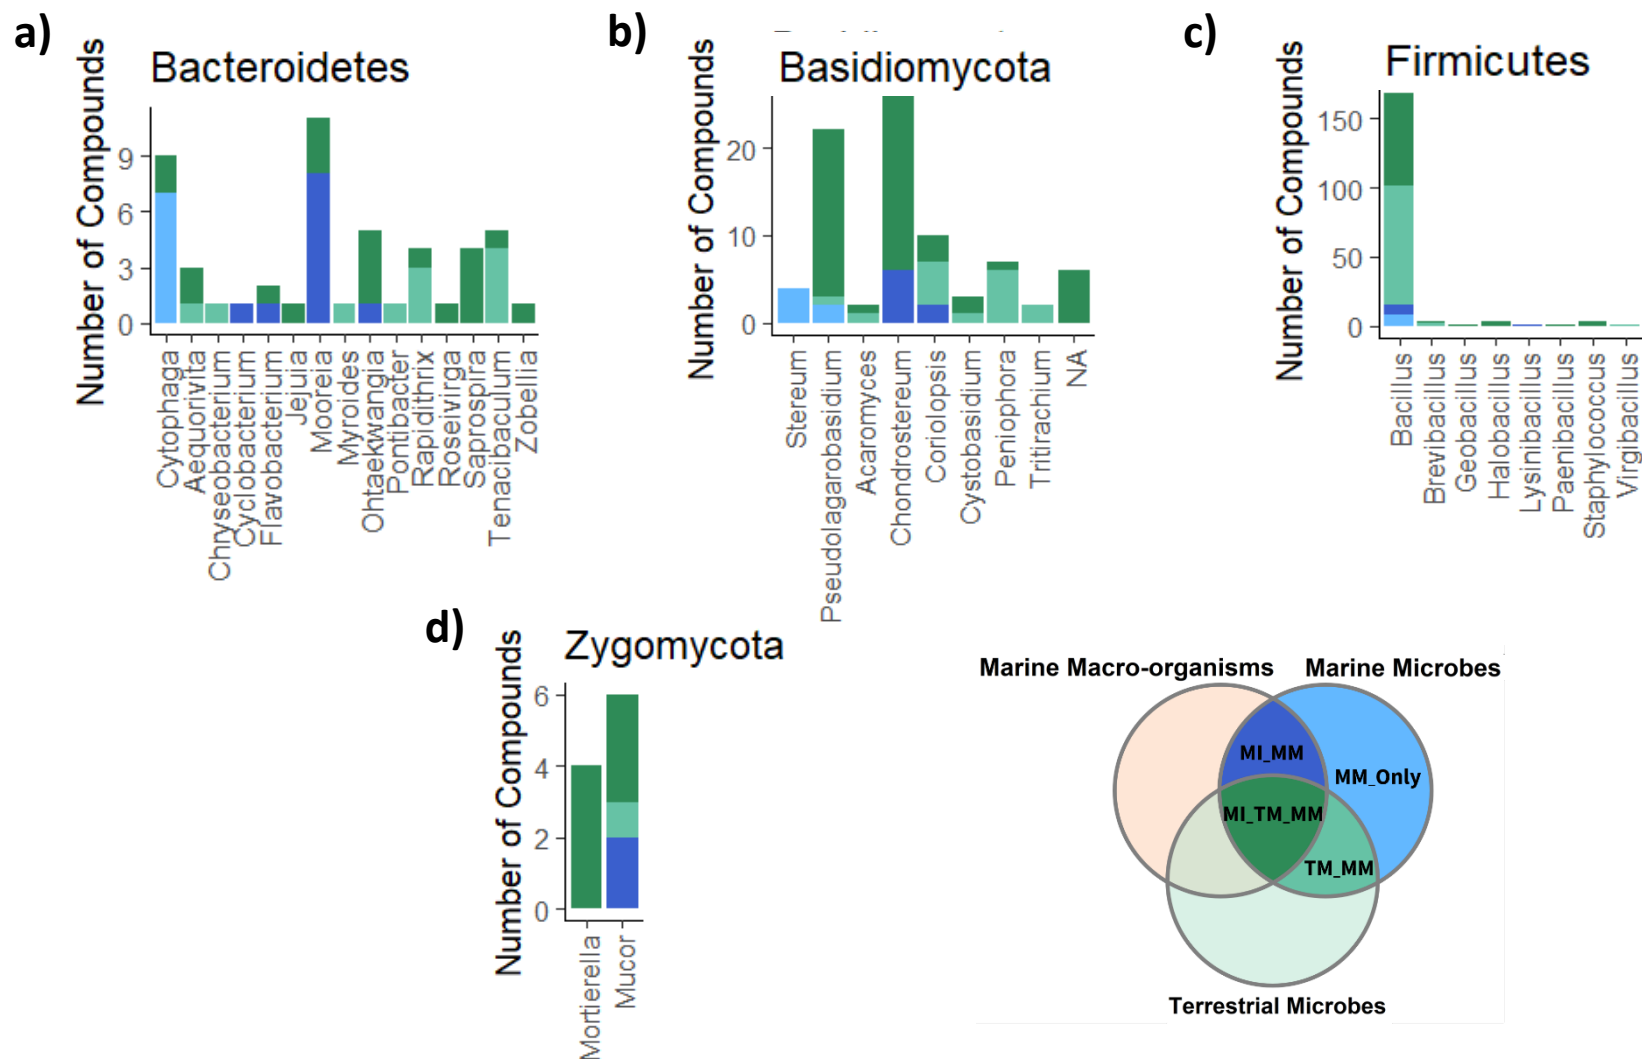 a)
Bacteroidetes
Number of Compounds
9
6
3
0
Cytophaga
Aequorivita
Chryseobacterium
Cyclobacterium
Flavobacterium
Jejuia
Mooreia
Myroides
Ohtaekwangia
Pontibacter
Rapidithrix
Roseivirga
Saprospira
Tenacibaculum
Zobellia
b)
Basidiomycota
Number of Compounds
20
10
0
Stereum
Pseudolagarobasidium
Acaromyces
Chondrostereum
Coriolopsis
Cystobasidium
Peniophora
Tritirachium
NA
c)
Firmicutes
Number of Compounds
150
100
50
0
Bacillus
Brevibacillus
Geobacillus
Halobacillus
Lysinibacillus
Paenibacillus
Staphylococcus
Virgibacillus
d)
Zygomycota
Number of Compounds
6
4
2
0
Mortierella
Mucor
Marine Macro-organisms
Marine Microbes
MI_MM
MM_Only
MI_TM_MM
TM_MM
Terrestrial Microbes